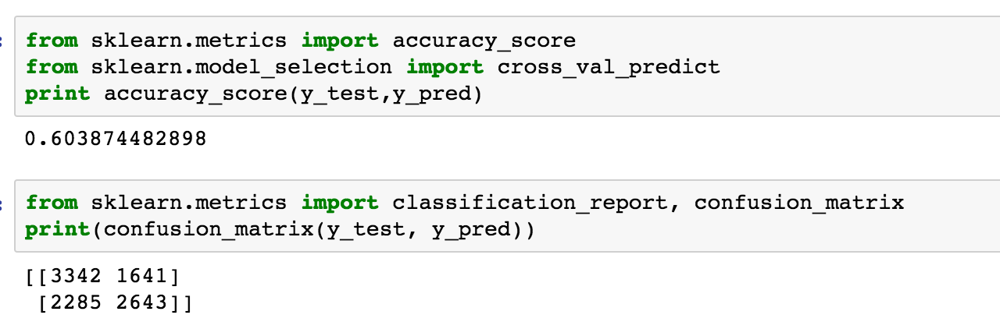 from sklearn.metrics import accuracy_score
from sklearn.model_selection import cross_val_predict
print accuracy_score(y_test,y_pred)
0.603874482898
from sklearn.metrics import classification_report, confusion_matrix
print(confusion_matrix(y_test, y_pred))
[[3342 1641]
 [2285 2643]]